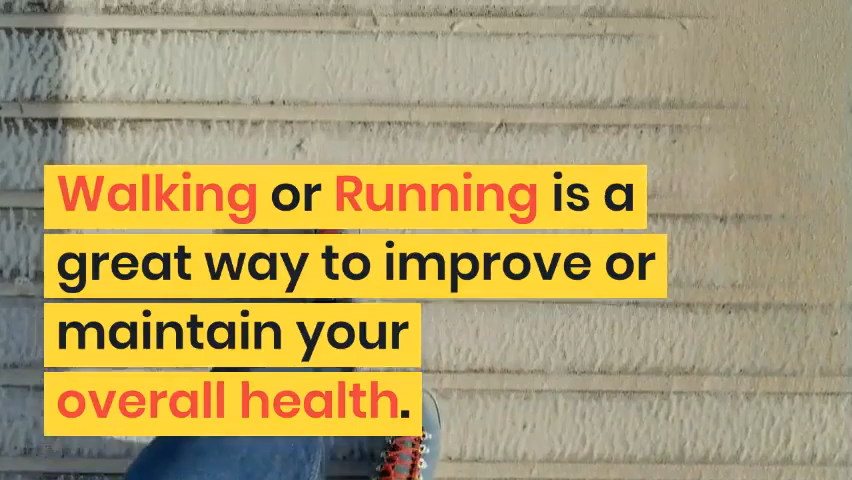 Walking or Running is a
great way to improve or
maintain your
overall health.